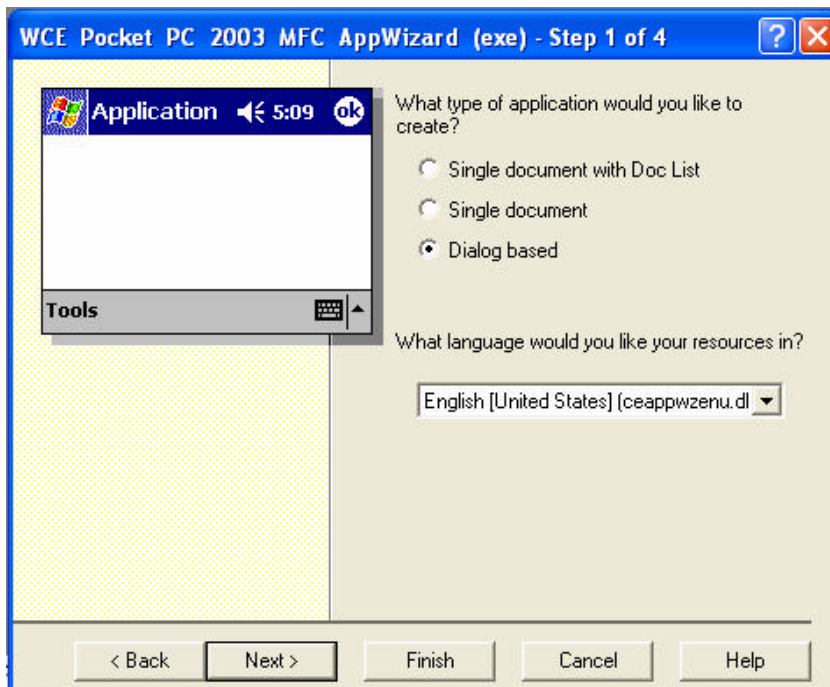 WCE Pocket PC 2003 MFC AppWizard (exe) - Step 1 of 4
Application 5:09 ok
Tools
What type of application would you like to
create?
Single document with Doc List
Single document
Dialog based
What language would you like your resources in?
English [United States] (ceappwzenu.dl
< Back Next > Finish Cancel Help